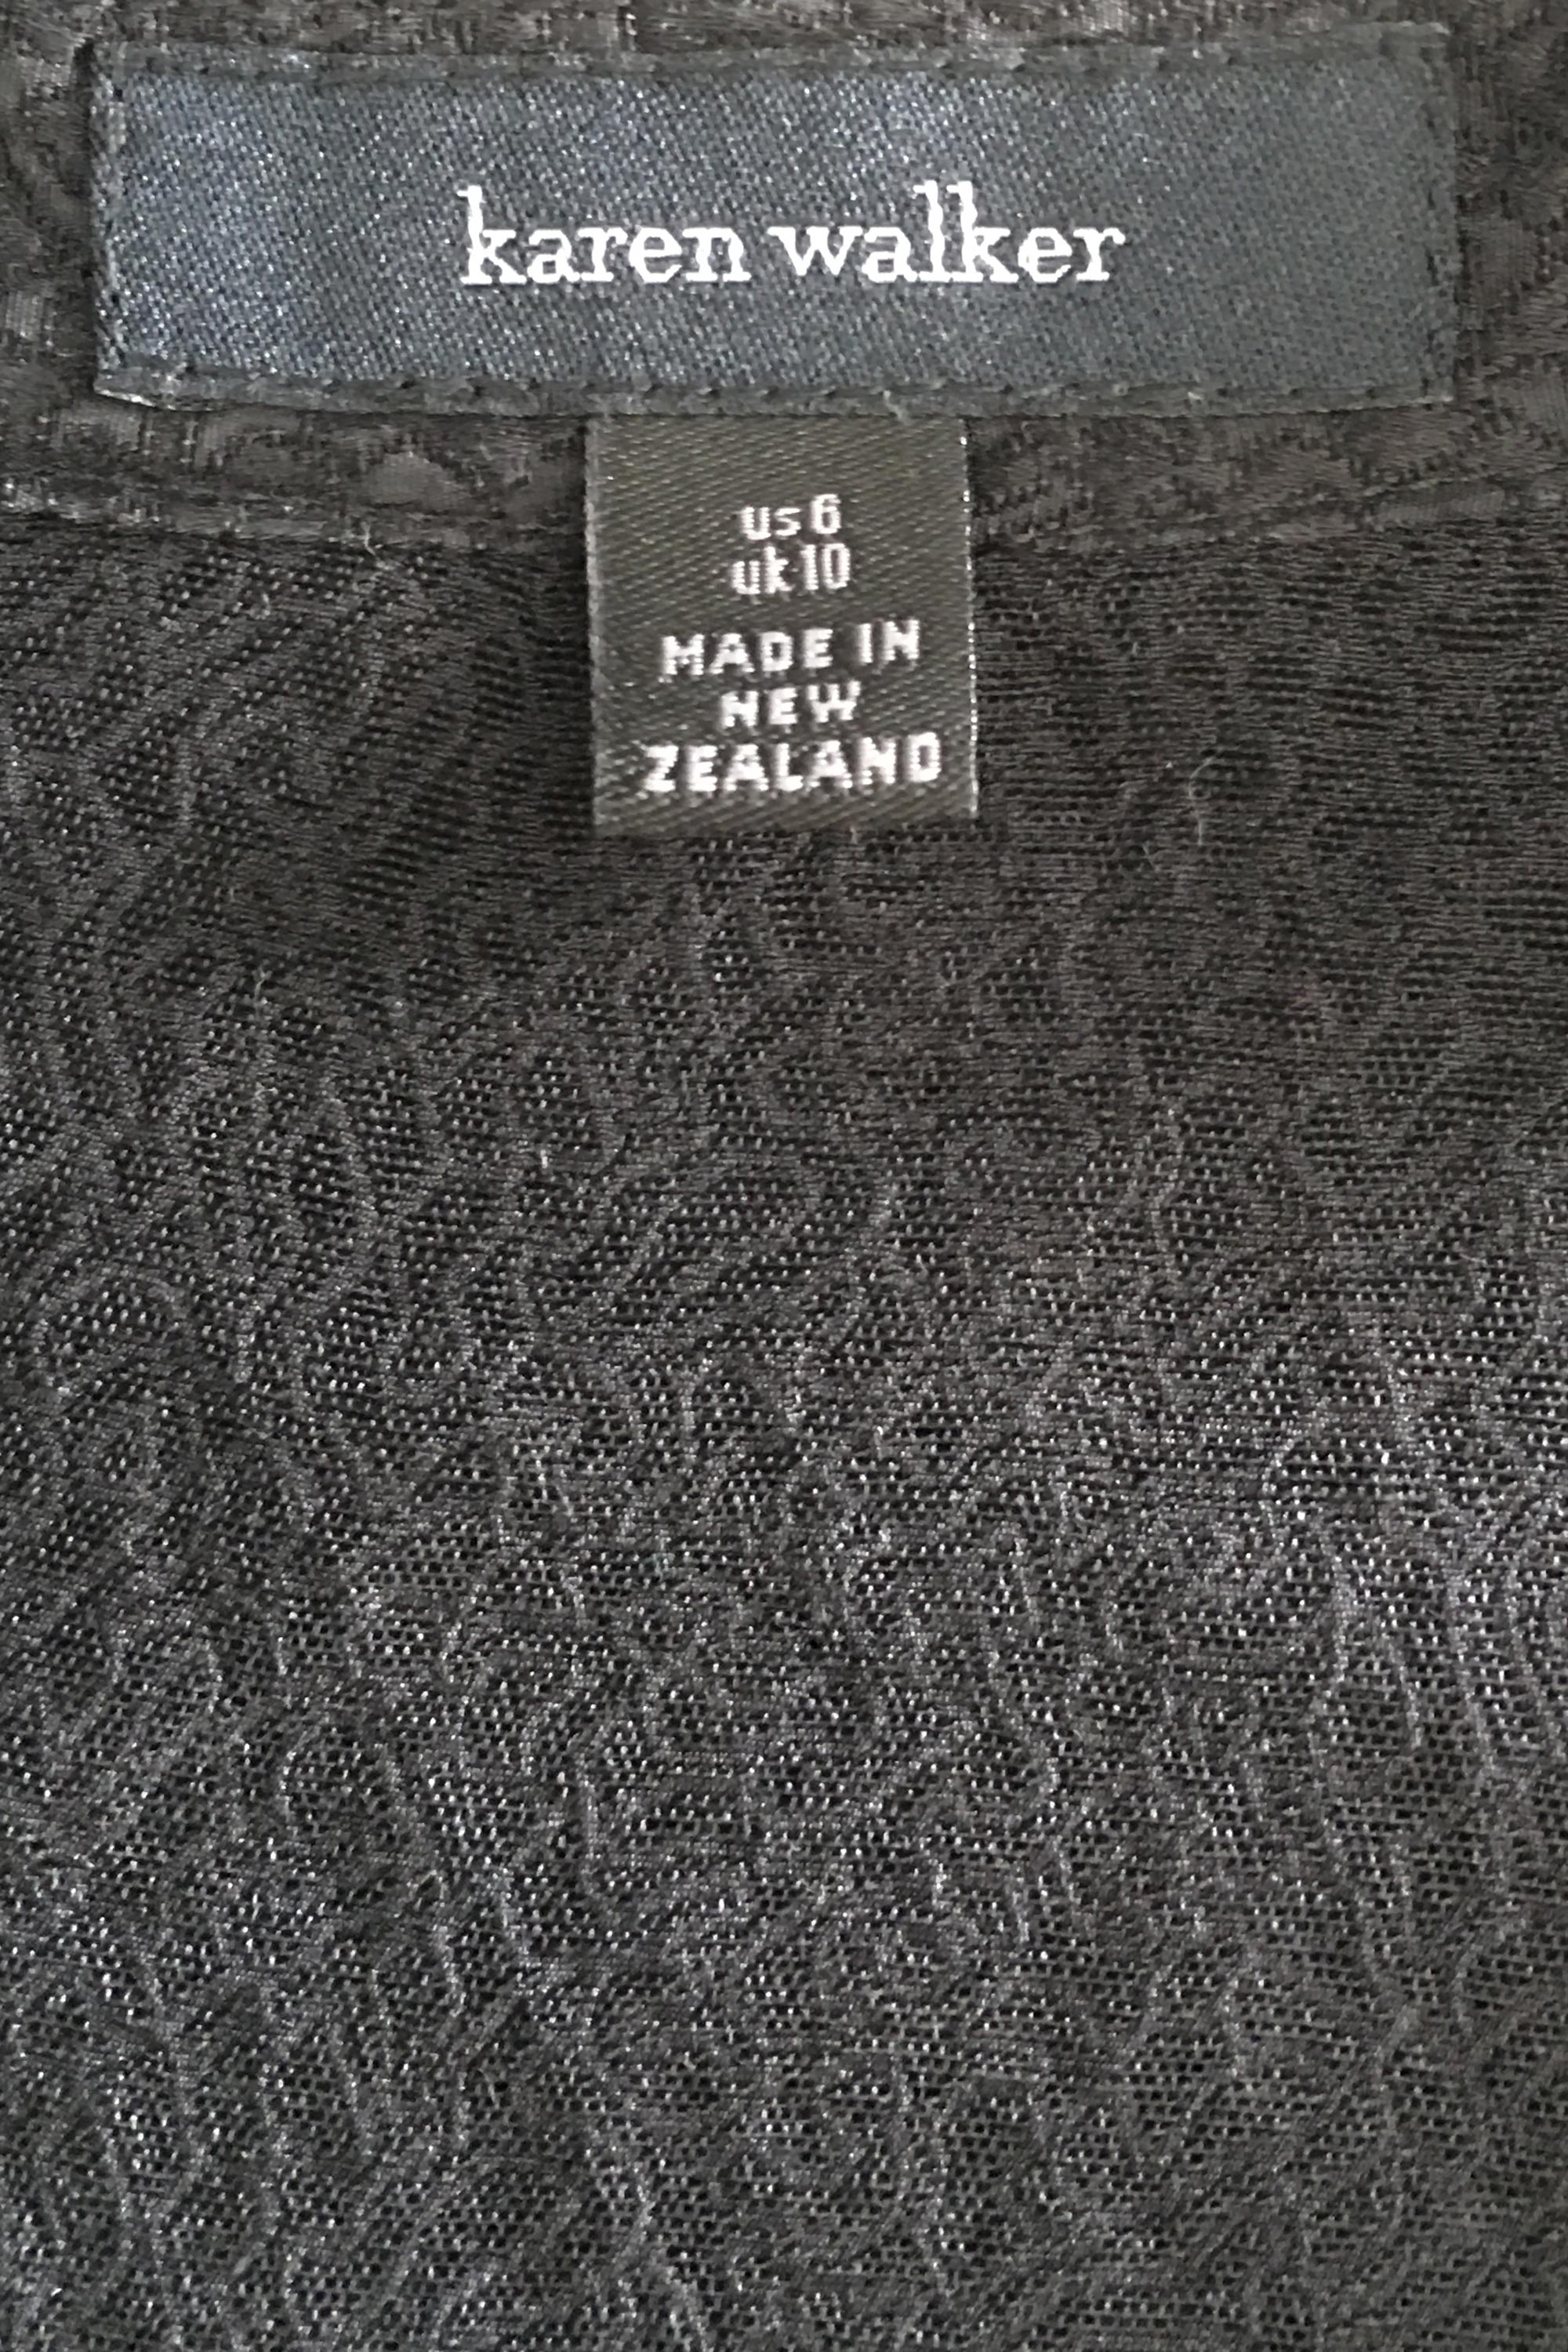 karen walker
us 6
uk 10
MADE IN
NEW
ZEALAND